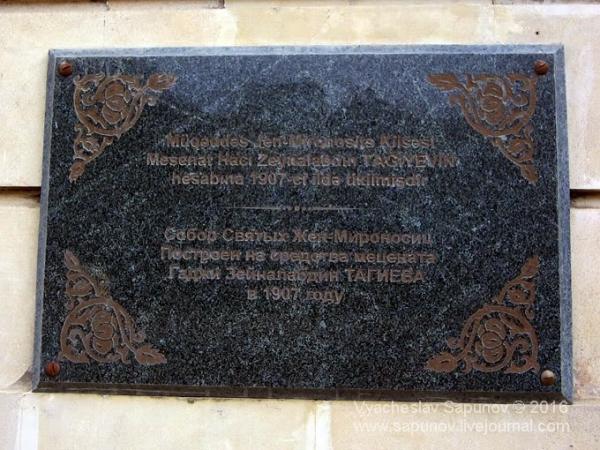 Müqəddəs Jen-Mironosits Kilsəsi
Mesenat Hacı Zeynalabdin TAGIYEVİN
hesabına 1907-ci ildə tikilmişdir
Собор Святых Жен-Мироносиц
Построен на средства мецената
Гаджи Зейналабдин ТАГИЕВА
в 1907 году
Vyacheslav Sapunov © 2016
www.sapunov.livejournal.com